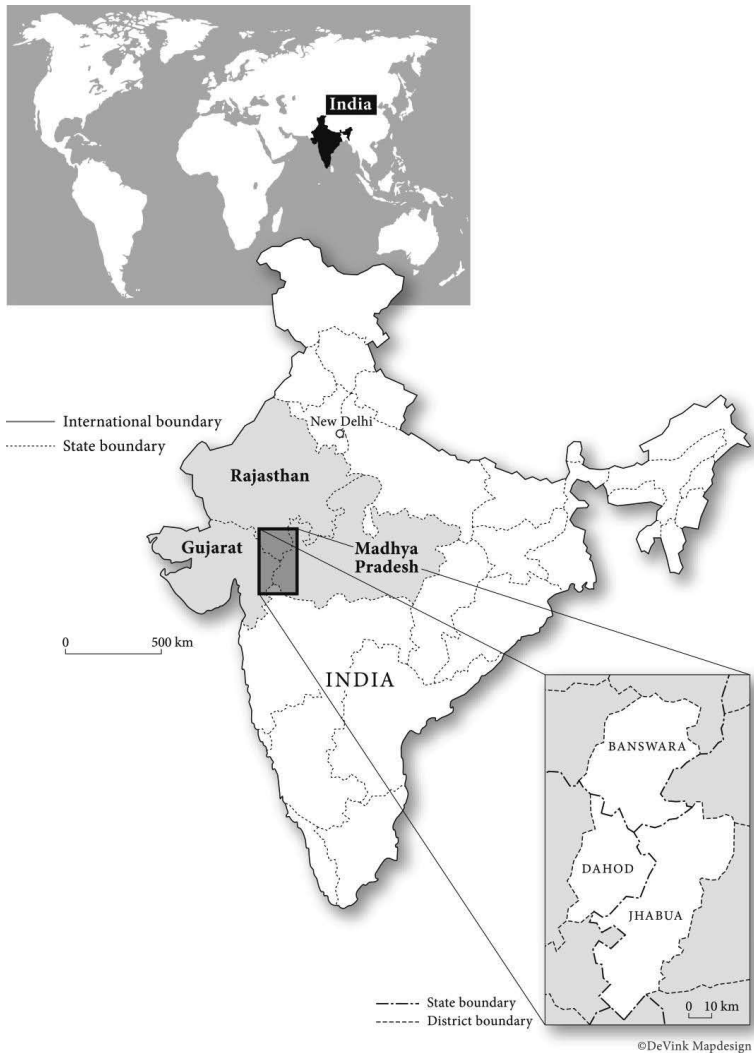 India
International boundary
State boundary
New Delhi
Rajasthan
Gujarat
Madhya
Pradesh
0 500 km
INDIA
BANSWARA
DAHOD
JHABUA
State boundary
District boundary
0 10 km
©DeVink Mapdesign